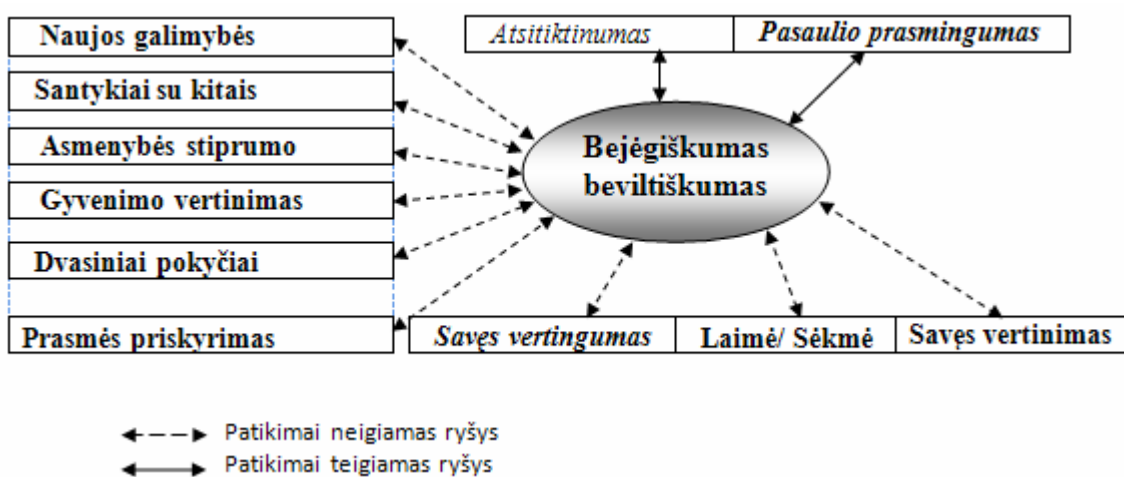 Naujos galimybės
Santykiai su kitais
Asmenybės stiprumo
Gyvenimo vertinimas
Dvasiniai pokyčiai
Prasmės priskyrimas
Atsitiktinumas
Pasaulio prasmingumas
Bejėgiškumas
beviltiškumas
Savęs vertingumas
Laimė/ Sėkmė
Savęs vertinimas
Patikimai neigiamas ryšys
Patikimai teigiamas ryšys